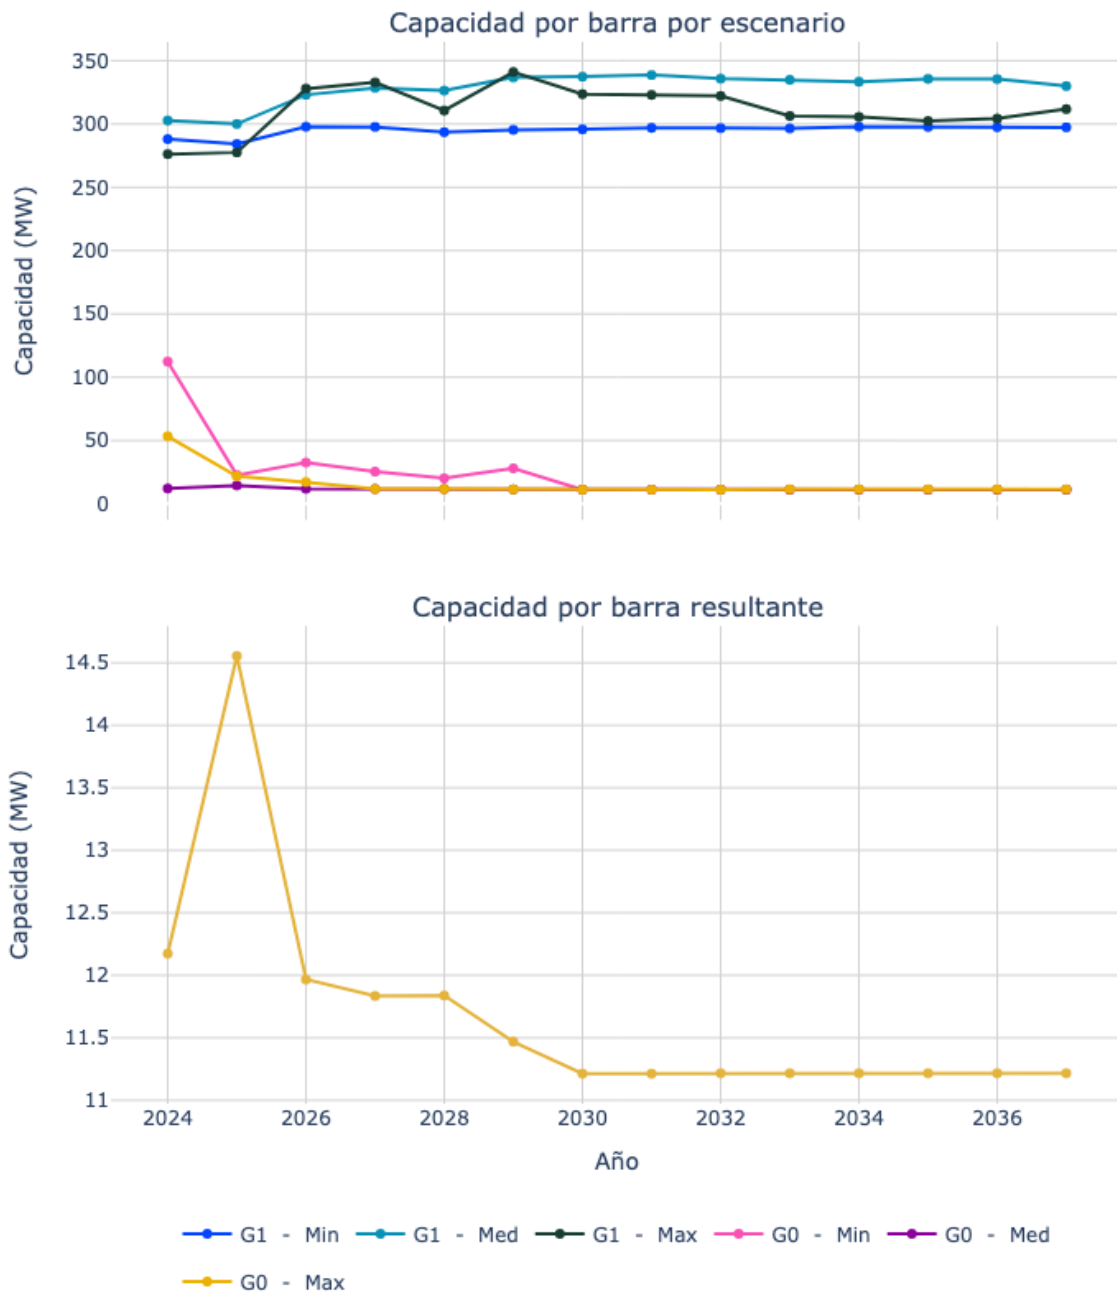 Capacidad por barra por escenario
350
300
250
200
150
100
50
0
Capacidad (MW)
Capacidad por barra resultante
14.5
14
13.5
13
12.5
12
11.5
11
Capacidad (MW)
2024 2026 2028 2030 2032 2034 2036
Año
G1 - Min G1 - Med G1 - Max G0 - Min G0 - Med
G0 - Max